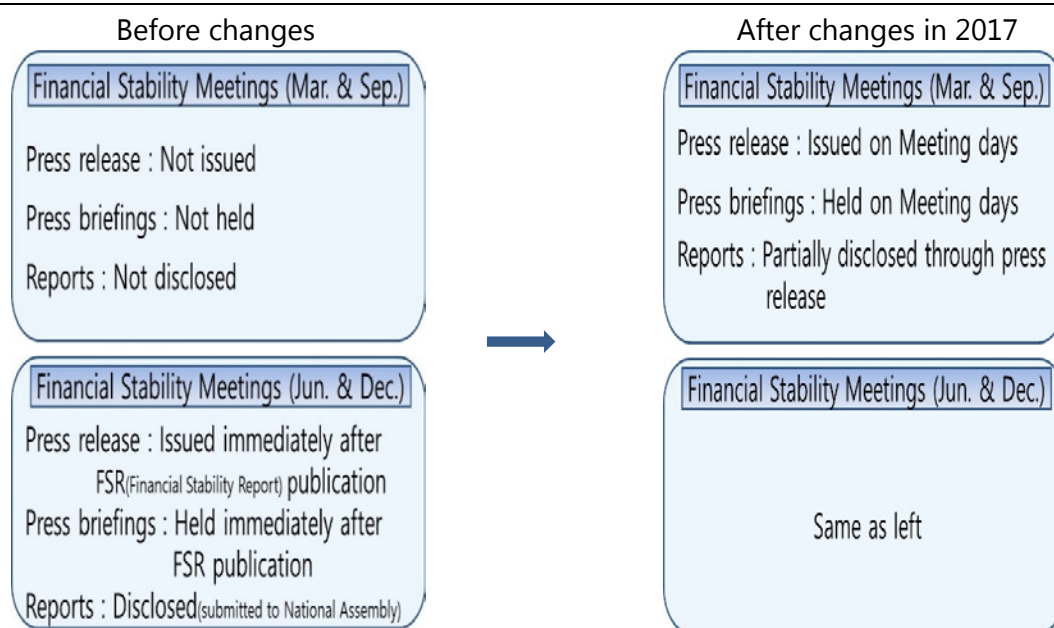 Before changes
Financial Stability Meetings (Mar. & Sep.)
Press release : Not issued
Press briefings : Not held
Reports : Not disclosed
Financial Stability Meetings (Jun. & Dec.)
Press release : Issued immediately after
FSR(Financial Stability Report) publication
Press briefings : Held immediately after
FSR publication
Reports : Disclosed(submitted to National Assembly)
After changes in 2017
Financial Stability Meetings (Mar. & Sep.)
Press release : Issued on Meeting days
Press briefings : Held on Meeting days
Reports : Partially disclosed through press
release
Financial Stability Meetings (Jun. & Dec.)
Same as left